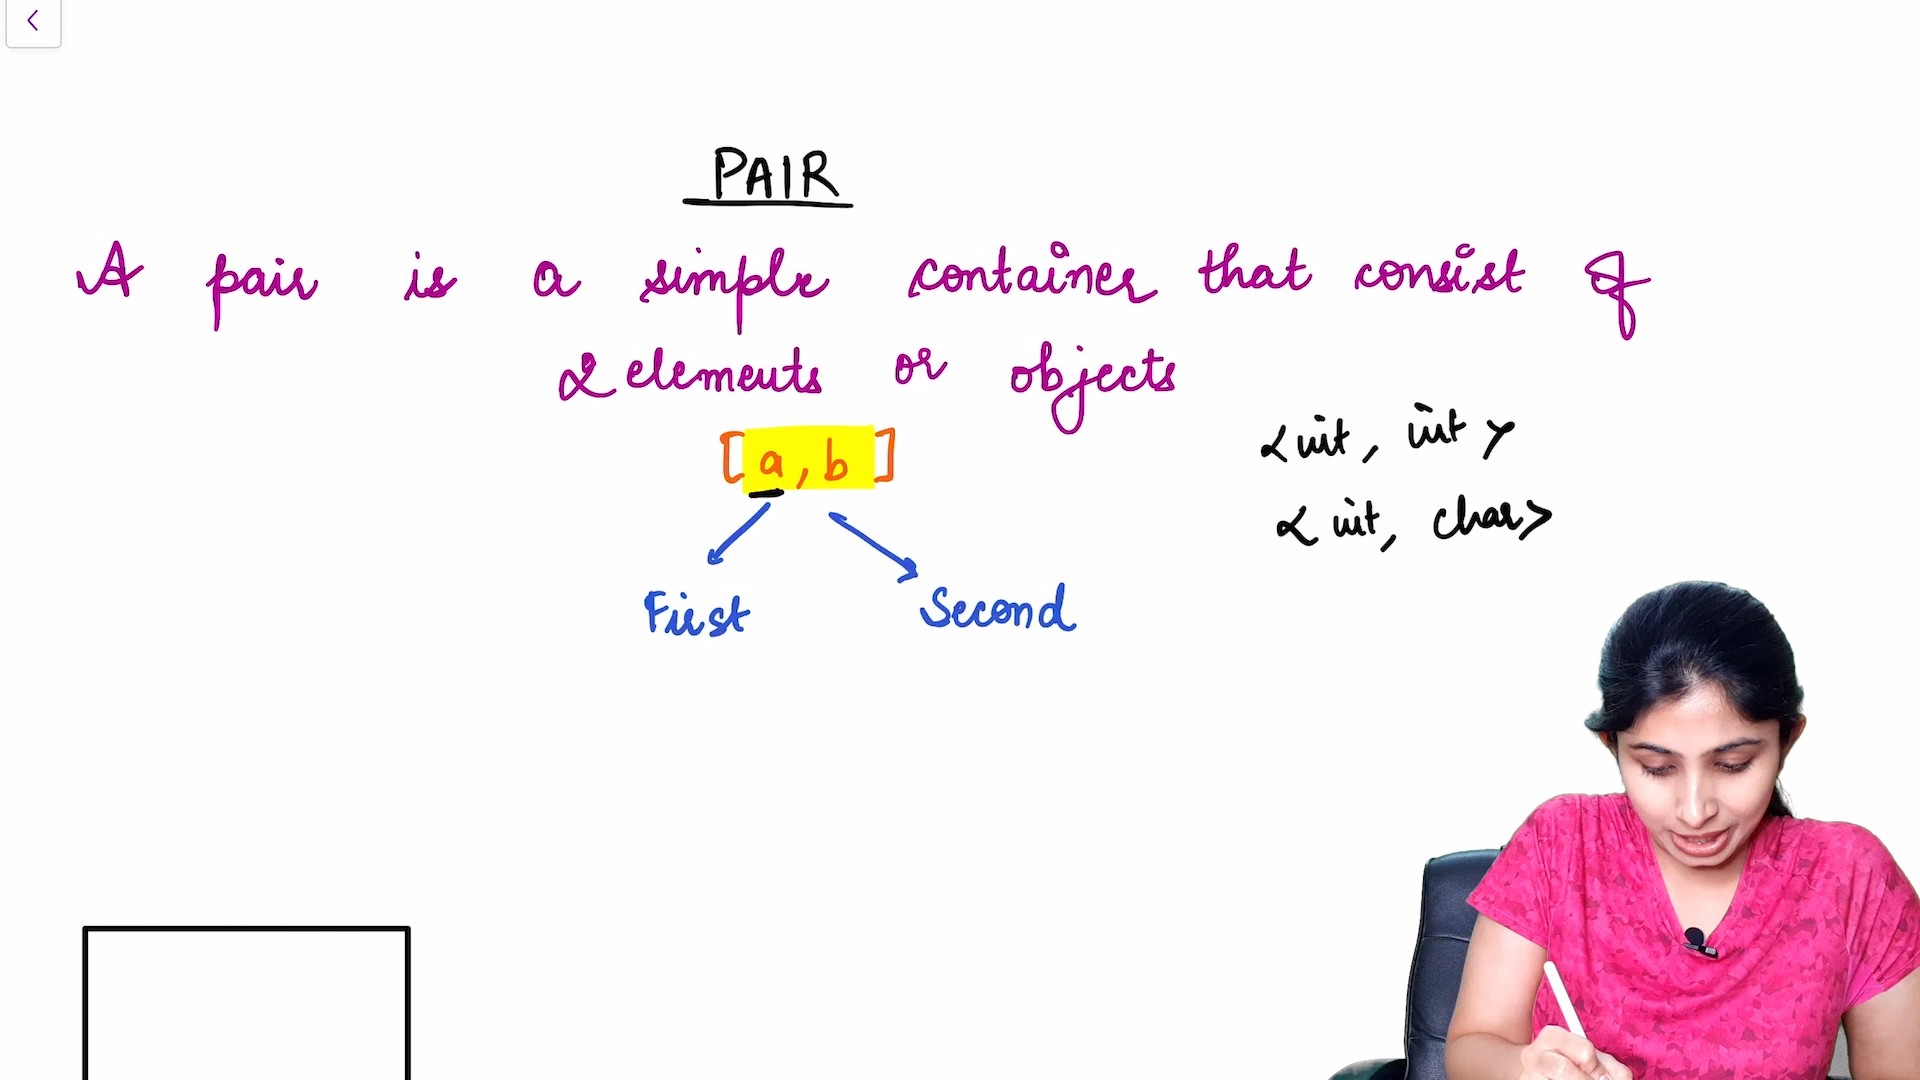 PAIR
A pair is a simple container that consist of
2 elements or objects
[a, b]
<int, int>
<int, char>
First
Second